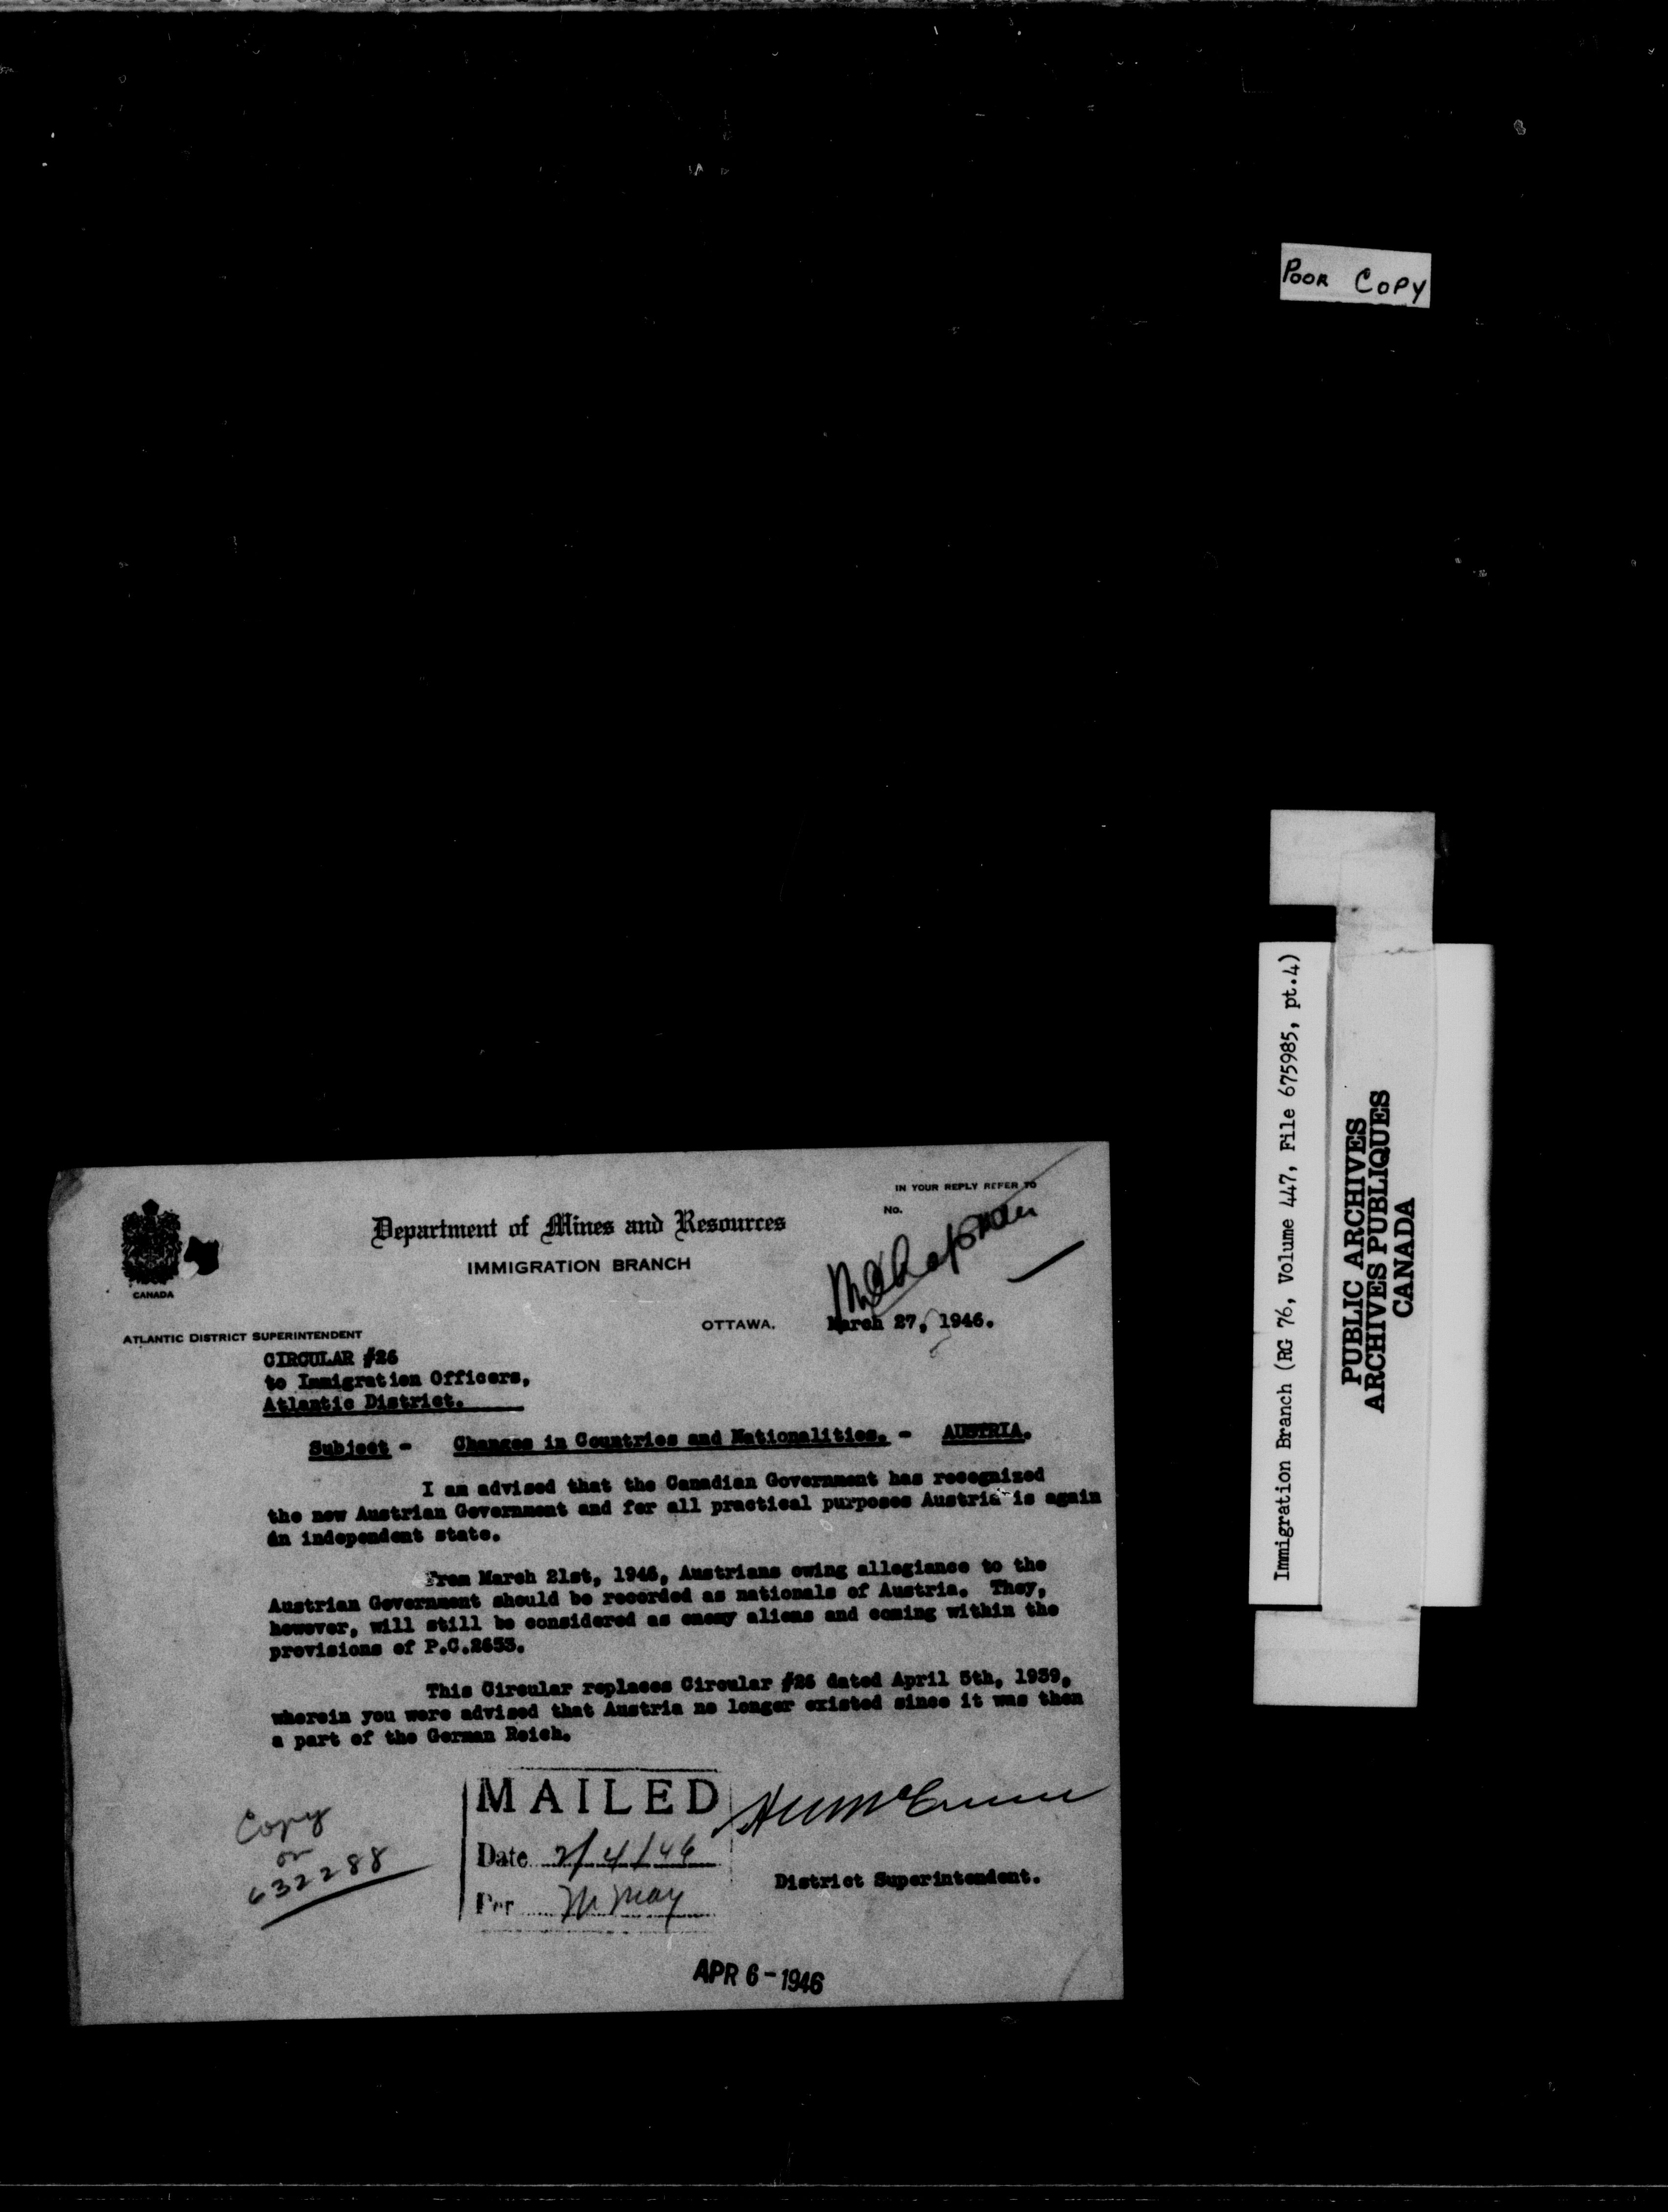 POOR COPY
Immigration Branch (RG 76, Volume 447, File 675985, pt.4)
PUBLIC ARCHIVES
ARCHIVES PUBLIQUES
CANADA
IN YOUR REPLY REFER TO
No.
Department of Mines and Resources
IMMIGRATION BRANCH
CANADA
OTTAWA,
March 27, 1946.
ATLANTIC DISTRICT SUPERINTENDENT
CIRCULAR #26
to Immigration Officers,
Atlantic District.
Subject - Changes in Countries and Nationalities. - AUSTRIA.
I am advised that the Canadian Government has recognized
the new Austrian Government and for all practical purposes Austria is again
an independent state.
From March 21st, 1946, Austrians owing allegiance to the
Austrian Government should be recorded as nationals of Austria. They,
however, will still be considered as enemy aliens and coming within the
provisions of P.C.2653.
This Circular replaces Circular #26 dated April 5th, 1939,
wherein you were advised that Austria no longer existed since it was then
a part of the German Reich.
MAILED
Date 2/4/46
Per M May
District Superintendent.
Copy
on
632288
APR 6-1946